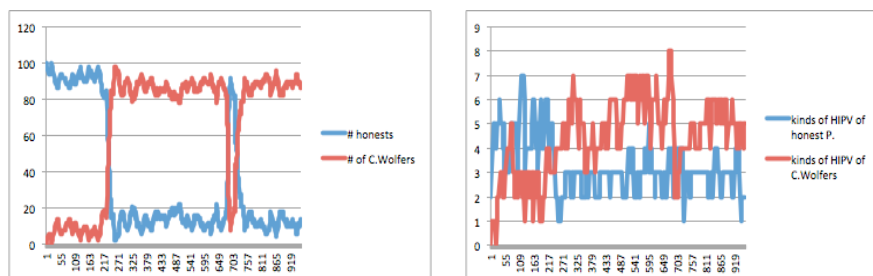 120
100
80
60
40
20
0
1 55 109 163 217 271 325 379 433 487 541 595 649 703 757 811 865 919
# honests
# of C.Wolfers
9
8
7
6
5
4
3
2
1
0
1 55 109 163 217 271 325 379 433 487 541 595 649 703 757 811 865 919
kinds of HIPV of
honest P.
kinds of HIPV of
C.Wolfers